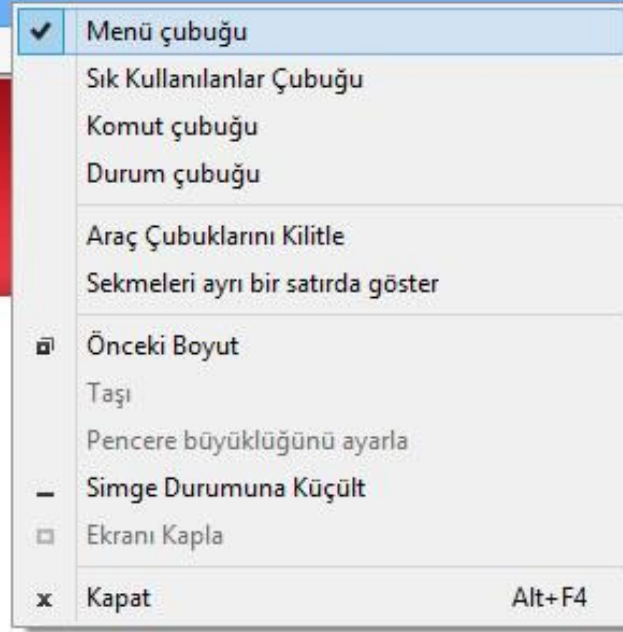 Menü çubuğu
Sık Kullanılanlar Çubuğu
Komut çubuğu
Durum çubuğu
Araç Çubuklarını Kilitle
Sekmeleri ayrı bir satırda göster
Önceki Boyut
Taşı
Pencere büyüklüğünü ayarla
Simge Durumuna Küçült
Ekranı Kapla
Kapat Alt+F4